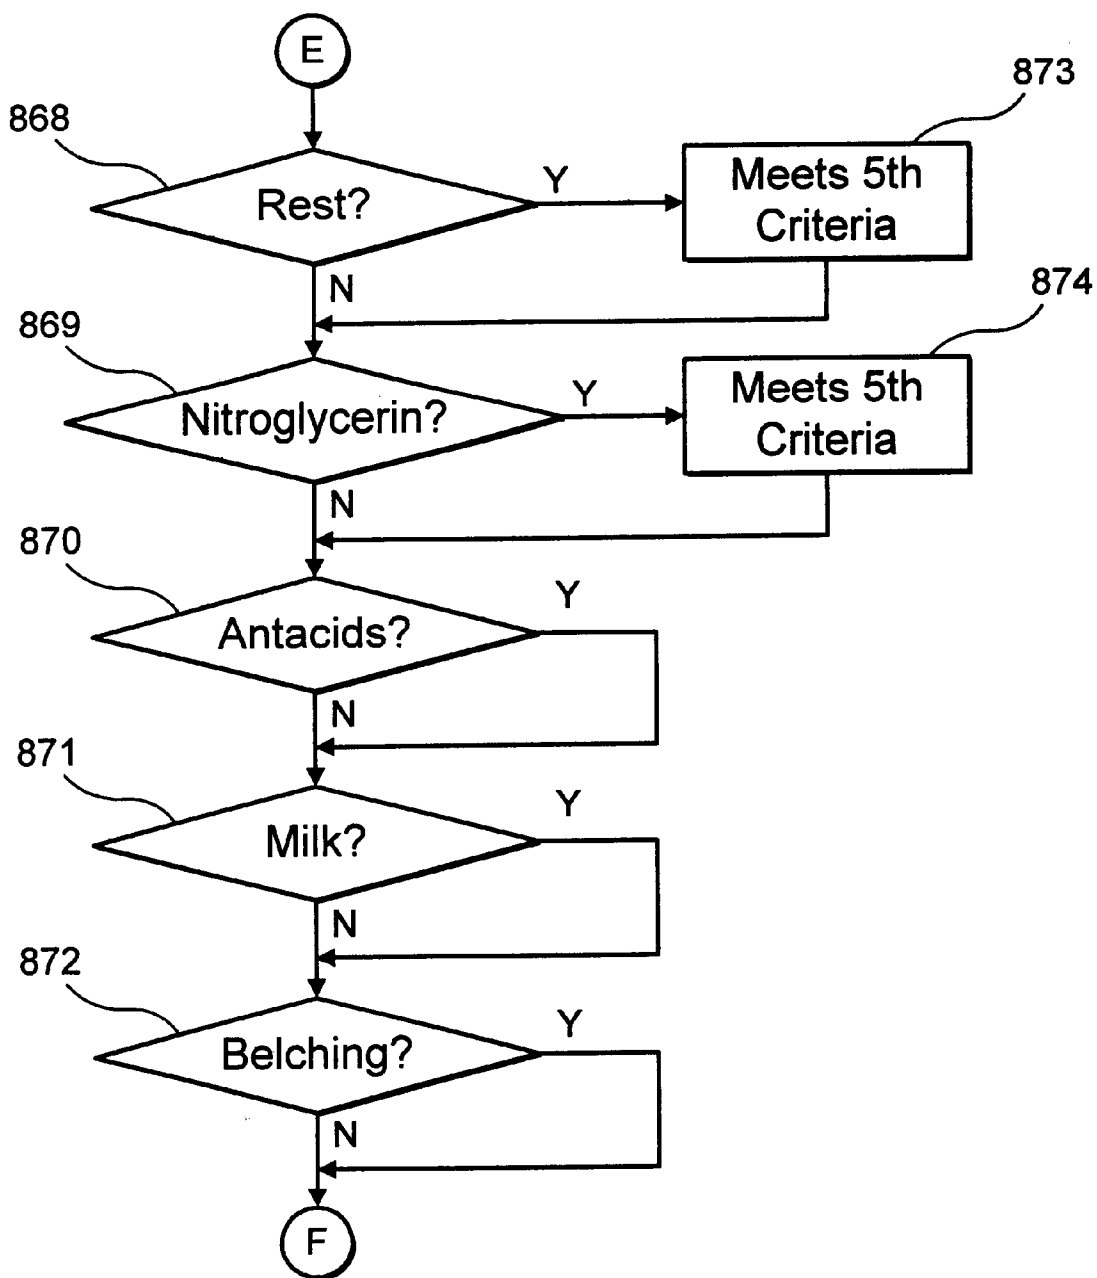 E
873
868
Rest?
Y
Meets 5th
Criteria
N
874
869
Nitroglycerin?
Y
Meets 5th
Criteria
N
870
Antacids?
Y
N
871
Milk?
Y
N
872
Belching?
Y
N
F